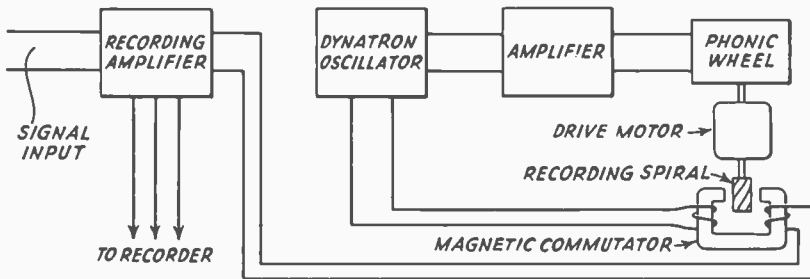 RECORDING
AMPLIFIER
DYNATRON
OSCILLATOR
AMPLIFIER
PHONIC
WHEEL
SIGNAL
INPUT
DRIVE MOTOR
RECORDING SPIRAL
TO RECORDER
MAGNETIC COMMUTATOR